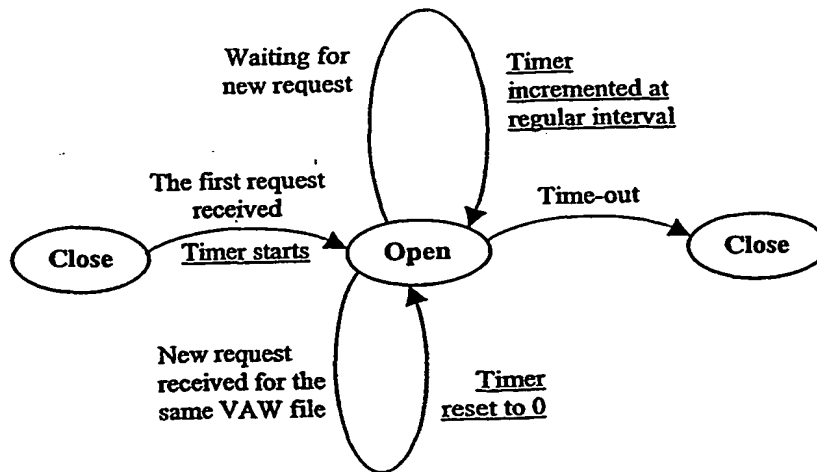 Waiting for
new request
Timer
incremented at
regular interval
The first request
received
Timer starts
Time-out
Close
Open
Close
New request
received for the
same VAW file
Timer
reset to 0